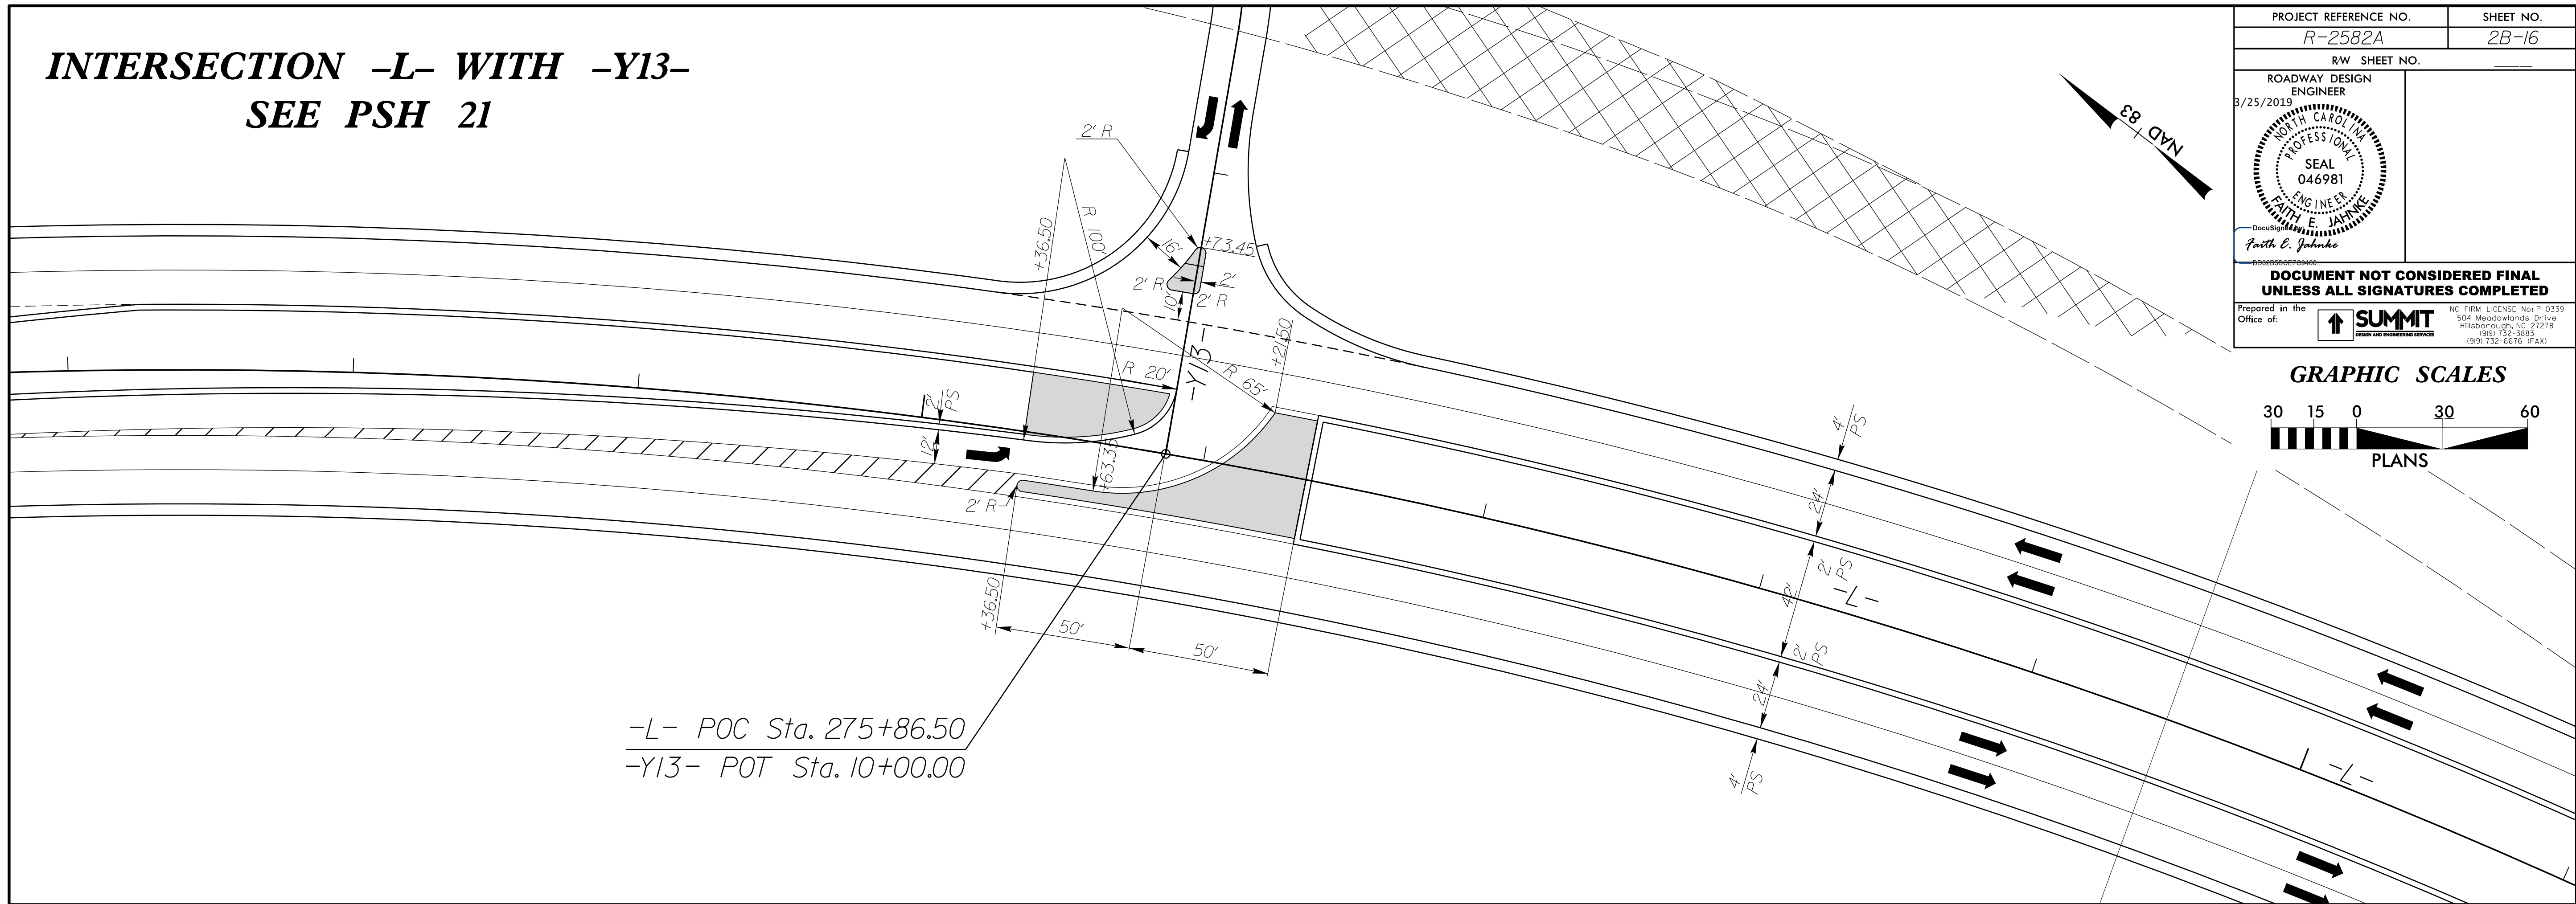 INTERSECTION -L- WITH -Y13-
SEE PSH 21
PROJECT REFERENCE NO.
SHEET NO.
R-2582A
2B-16
RW SHEET NO.
ROADWAY DESIGN
ENGINEER
3/25/2019
NORTH CAROLINA
PROFESSIONAL
SEAL
046981
ENGINEER
FAITH E. JAHNKE
Faith E. Jahnke
DOCUMENT NOT CONSIDERED FINAL
UNLESS ALL SIGNATURES COMPLETED
Prepared in the
Office of:
SUMMIT
DESIGN AND ENGINEERING SERVICES
NC FIRM LICENSE No: P-0339
504 Meadowlands Drive
Hillsborough, NC 27278
(919) 732-3883
(919) 732-6676 (FAX)
NAD 83
GRAPHIC SCALES
30 15 0 30 60
PLANS
2' R
+36.50
R 100'
16'
+73.45
2' R
2'
2' R
10'
-Y13-
+21.50
R 20'
R 65'
2'
PS
12'
+63.35
2' R
+36.50
50'
50'
4'
PS
24'
2'
PS
42'
-L-
2'
PS
24'
4'
PS
-L-
-L- POC Sta. 275+86.50
-Y13- POT Sta. 10+00.00